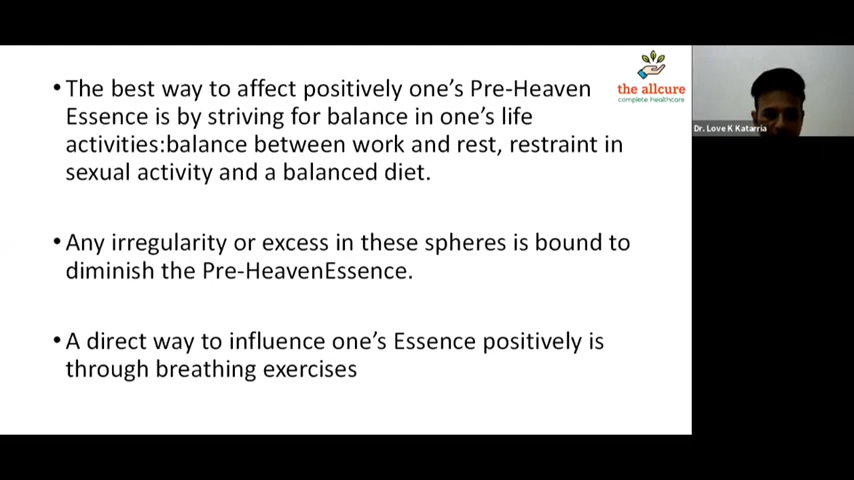 • The best way to affect positively one's Pre-Heaven
Essence is by striving for balance in one's life
activities:balance between work and rest, restraint in
sexual activity and a balanced diet.
• Any irregularity or excess in these spheres is bound to
diminish the Pre-HeavenEssence.
• A direct way to influence one's Essence positively is
through breathing exercises
the allcure
complete healthcare
Dr. Love K Katarria